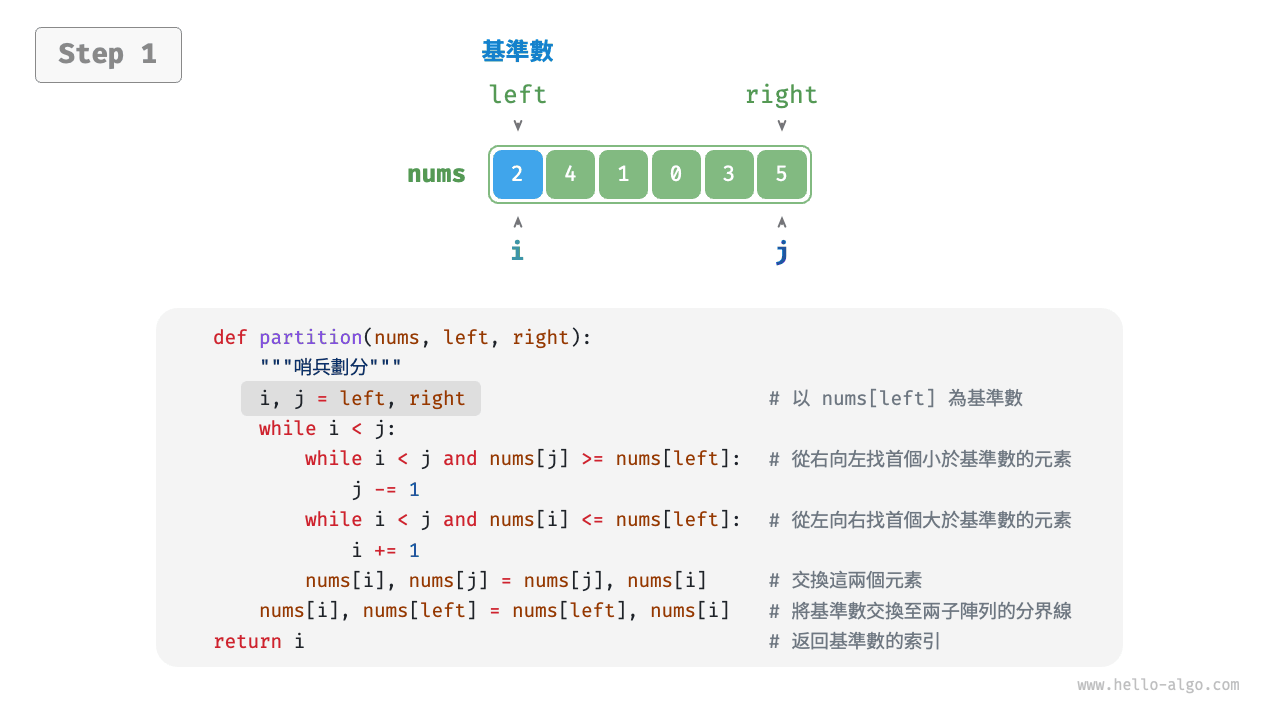 Step 1
基準數
left right
nums 2 4 1 0 3 5
i j
def partition(nums, left, right):
"""哨兵劃分"""
i, j = left, right # 以 nums[left] 為基準數
while i < j:
while i < j and nums[j] >= nums[left]: # 從右向左找首個小於基準數的元素
j -= 1
while i < j and nums[i] <= nums[left]: # 從左向右找首個大於基準數的元素
i += 1
nums[i], nums[j] = nums[j], nums[i] # 交換這兩個元素
nums[i], nums[left] = nums[left], nums[i] # 將基準數交換至兩子陣列的分界線
return i # 返回基準數的索引
www.hello-algo.com